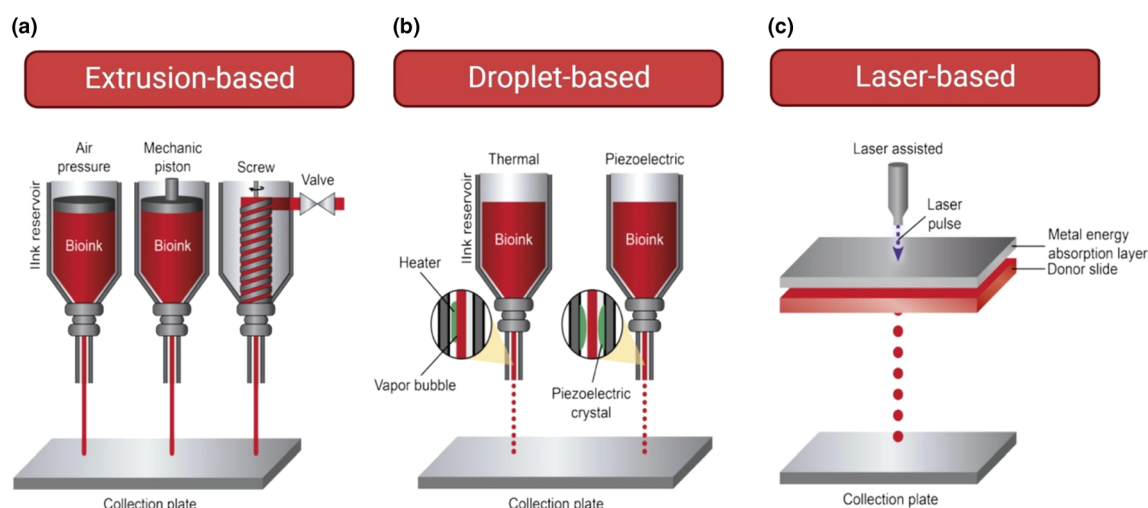 (a)
Extrusion-based
Air
pressure
Mechanic
piston
Screw
Valve
IInk reservoir
Bioink
Bioink
Collection plate
(b)
Droplet-based
Thermal
Piezoelectric
IInk reservoir
Bioink
Bioink
Heater
Vapor bubble
Piezoelectric
crystal
Collection plate
(c)
Laser-based
Laser assisted
Laser
pulse
Metal energy
absorption layer
Donor slide
Collection plate